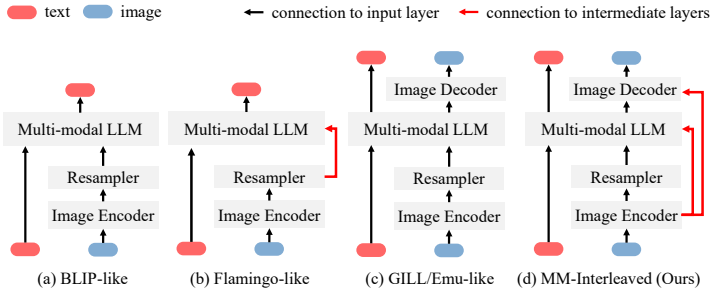 text image connection to input layer connection to intermediate layers
Multi-modal LLM
Resampler
Image Encoder
(a) BLIP-like
Multi-modal LLM
Resampler
Image Encoder
(b) Flamingo-like
Image Decoder
Multi-modal LLM
Resampler
Image Encoder
(c) GILL/Emu-like
Image Decoder
Multi-modal LLM
Resampler
Image Encoder
(d) MM-Interleaved (Ours)